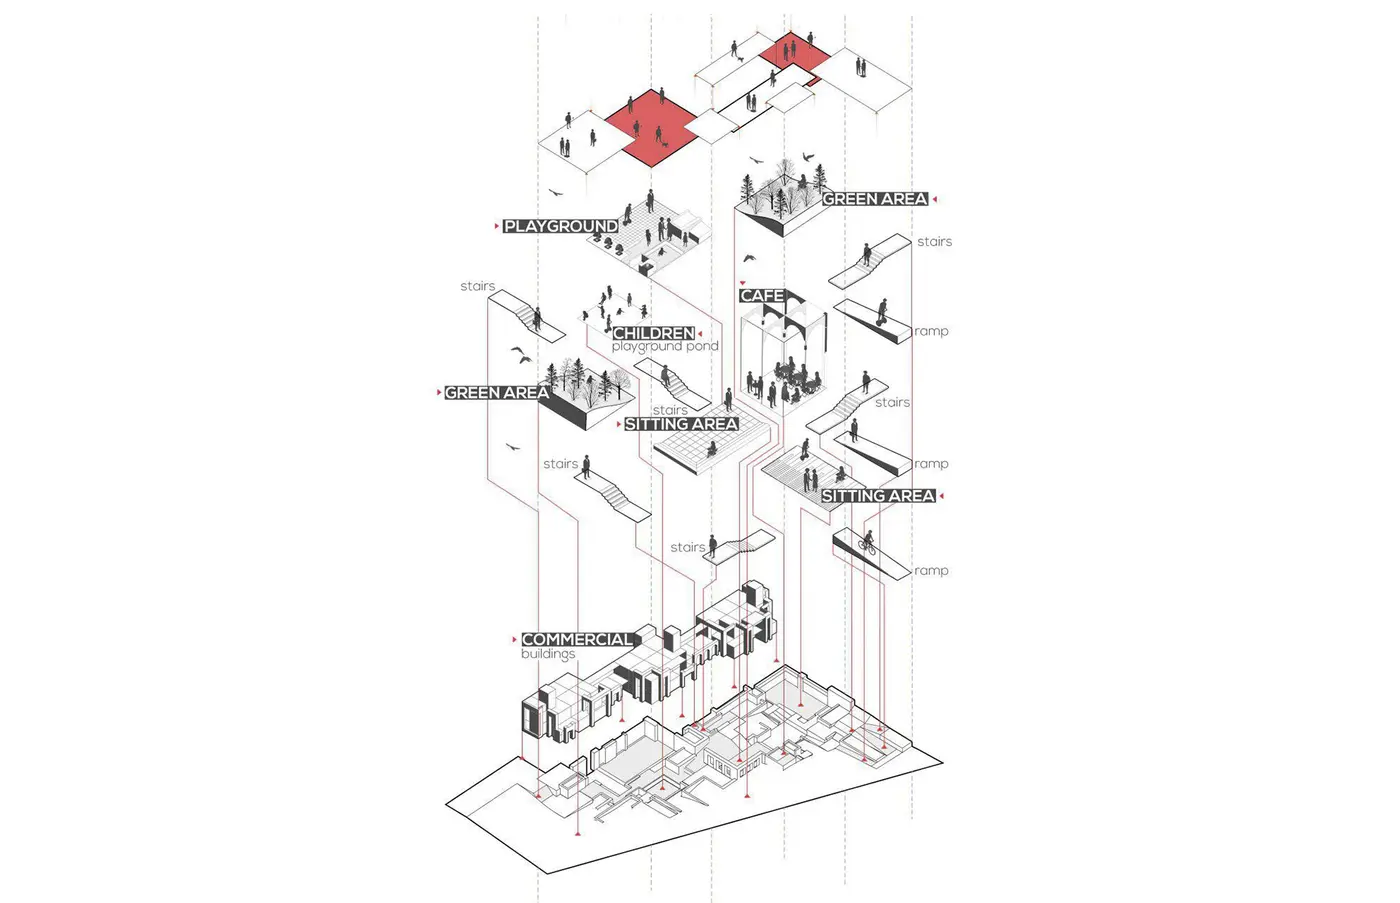 GREEN AREA
PLAYGROUND
stairs
stairs
CAFE
ramp
CHILDREN
playground pond
GREEN AREA
stairs
stairs
SITTING AREA
stairs
ramp
SITTING AREA
stairs
ramp
COMMERCIAL
buildings